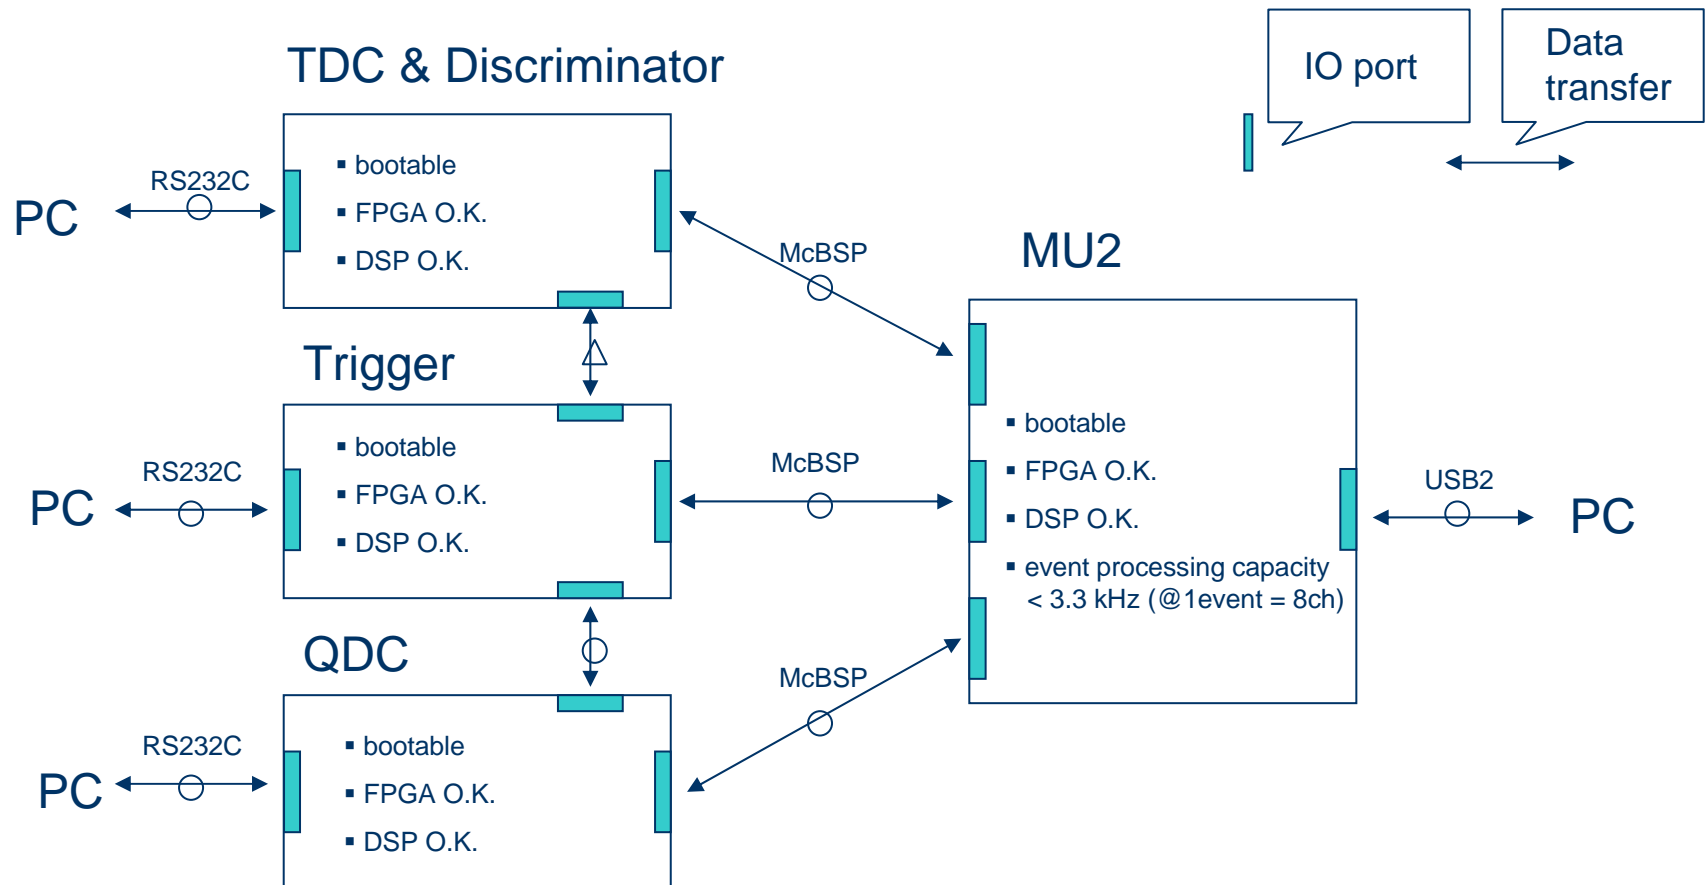 TDC & Discriminator
IO port
Data
transfer
PC
RS232C
▪ bootable
▪ FPGA O.K.
▪ DSP O.K.
McBSP
MU2
Trigger
PC
RS232C
▪ bootable
▪ FPGA O.K.
▪ DSP O.K.
McBSP
▪ bootable
▪ FPGA O.K.
▪ DSP O.K.
▪ event processing capacity
< 3.3 kHz (@1event = 8ch)
USB2
PC
QDC
PC
RS232C
▪ bootable
▪ FPGA O.K.
▪ DSP O.K.
McBSP